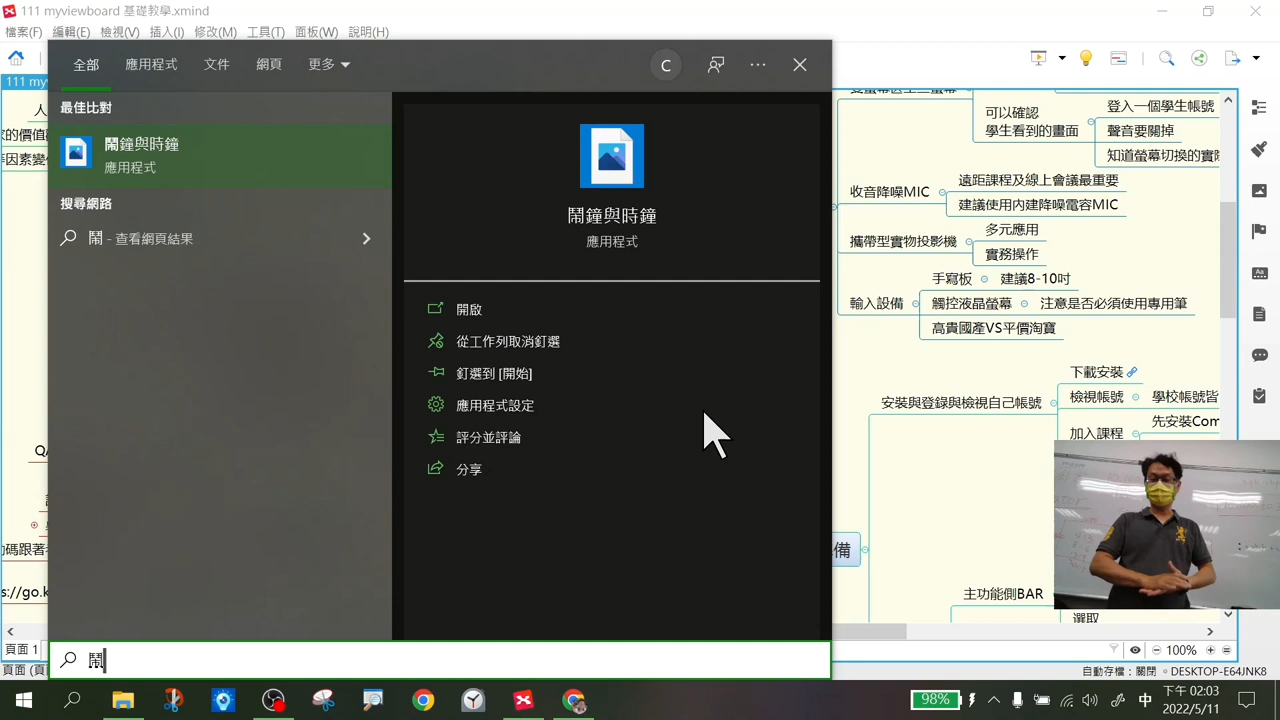 111 myviewboard 基礎教學.xmind
檔案(F) 編輯(E) 檢視(V) 插入(I) 修改(M) 工具(T) 面板(W) 說明(H)
全部 應用程式 文件 網頁 更多
C
最佳比對
鬧鐘與時鐘
應用程式
搜尋網路
鬧 - 查看網頁結果
鬧鐘與時鐘
應用程式
開啟
從工作列取消釘選
釘選到 [開始]
應用程式設定
評分並評論
分享
鬧
可以確認
學生看到的畫面
登入一個學生帳號
聲音要關掉
知道螢幕切換的實際
收音降噪MIC
遠距課程及線上會議最重要
建議使用內建降噪電容MIC
攜帶型實物投影機
多元應用
實務操作
輸入設備
手寫板
建議8-10吋
觸控液晶螢幕
注意是否必須使用專用筆
高貴國產VS平價淘寶
安裝與登錄與檢視自己帳號
下載安裝
檢視帳號
學校帳號皆
加入課程
先安裝Com
備
主功能側BAR
選取
111 my
的價值
s://go.k
頁面 1
100%
自動存檔：關閉
DESKTOP-E64JNK8
98%
中
下午 02:03
2022/5/11